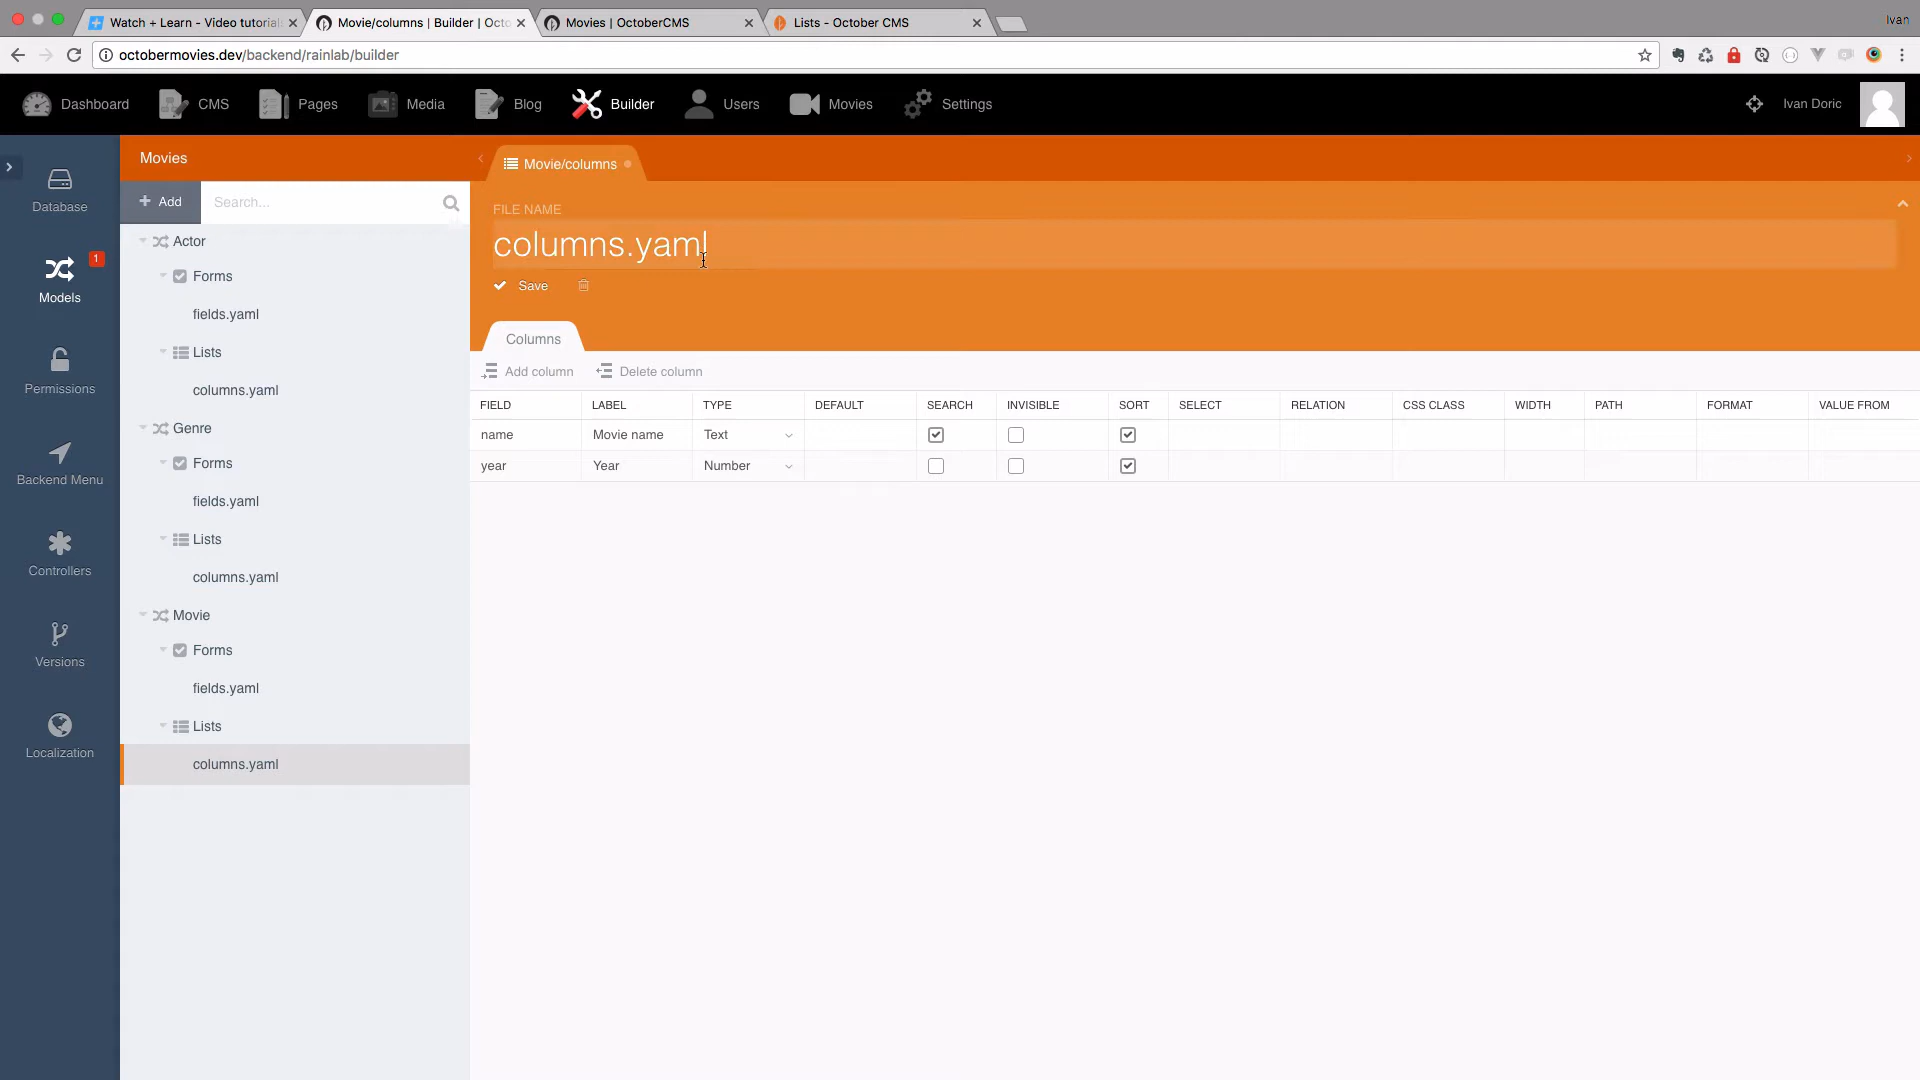 Watch + Learn - Video tutorial
Movie/columns | Builder | Octo
Movies | OctoberCMS
Lists - October CMS
Ivan
octobermovies.dev/backend/rainlab/builder
Dashboard
CMS
Pages
Media
Blog
Builder
Users
Movies
Settings
Ivan Doric
Database
1
Models
Permissions
Backend Menu
Controllers
Versions
Localization
Movies
+ Add
Search...
Actor
Forms
fields.yaml
Lists
columns.yaml
Genre
Forms
fields.yaml
Lists
columns.yaml
Movie
Forms
fields.yaml
Lists
columns.yaml
Movie/columns
FILE NAME
columns.yaml
Save
Columns
Add column
Delete column
FIELD LABEL TYPE DEFAULT SEARCH INVISIBLE SORT SELECT RELATION CSS CLASS WIDTH PATH FORMAT VALUE FROM
name Movie name Text
year Year Number